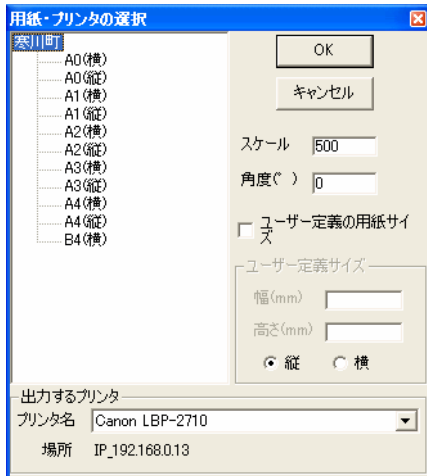 用紙・プリンタの選択
寒川町
A0(横)
A0(縦)
A1(横)
A1(縦)
A2(横)
A2(縦)
A3(横)
A3(縦)
A4(横)
A4(縦)
B4(横)
OK
キャンセル
スケール 500
角度(° ) 0
ユーザー定義の用紙サイ
ズ
ユーザー定義サイズ
幅(mm)
高さ(mm)
縦 横
出力するプリンタ
プリンタ名 Canon LBP-2710
場所 IP_192.168.0.13